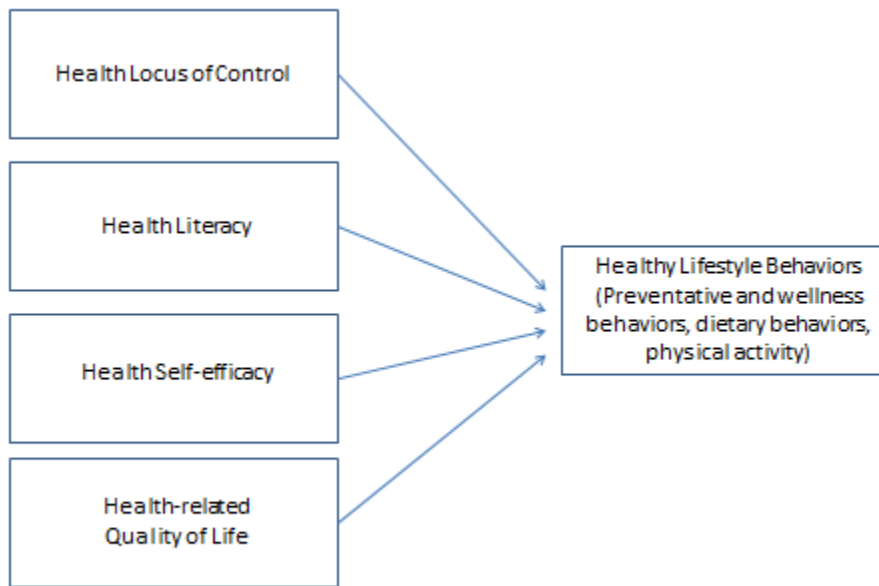 Health Locus of Control
Health Literacy
Health Self-efficacy
Health-related
Quality of Life
Healthy Lifestyle Behaviors
(Preventative and wellness
behaviors, dietary behaviors,
physical activity)